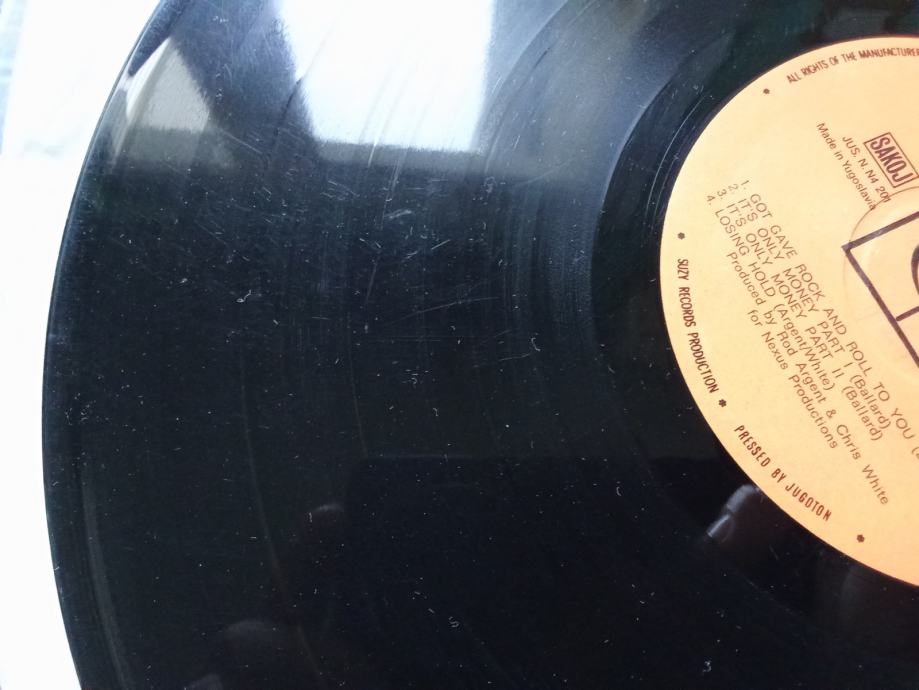 ALL RIGHTS OF THE MANUFACTURER
SAKOJ
JUS. N. N4 201
Made in Yugoslavia
1. GOT GAVE ROCK AND ROLL TO YOU
2. IT'S ONLY MONEY PART I (Ballard)
3. IT'S ONLY MONEY PART II (Ballard)
4. LOSING HOLD (Argent/White)
Produced by Rod Argent & Chris White
for Nexus Productions
SUZY RECORDS PRODUCTION
PRESSED BY JUGOTON